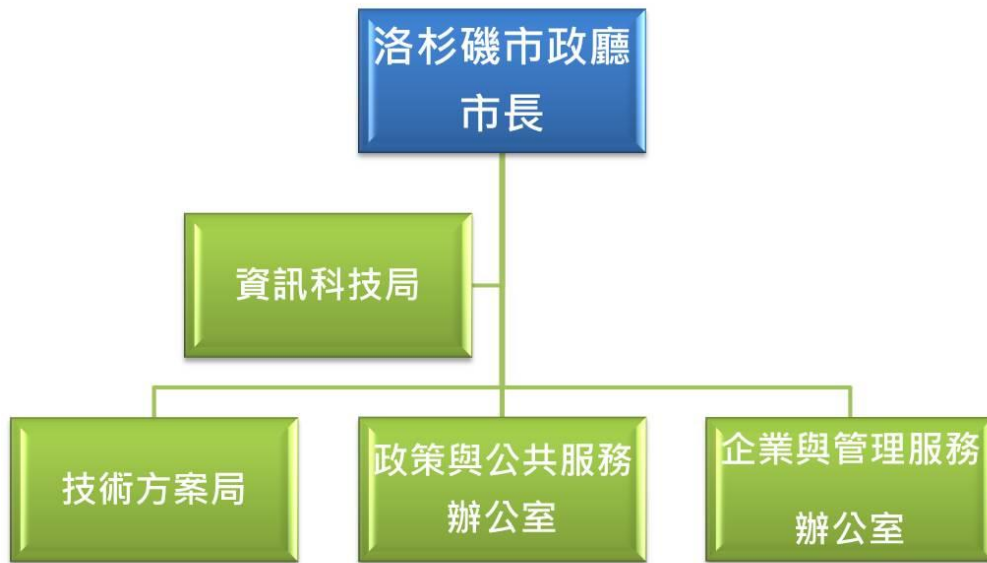 洛杉磯市政廳
市長
資訊科技局
技術方案局
政策與公共服務
辦公室
企業與管理服務
辦公室